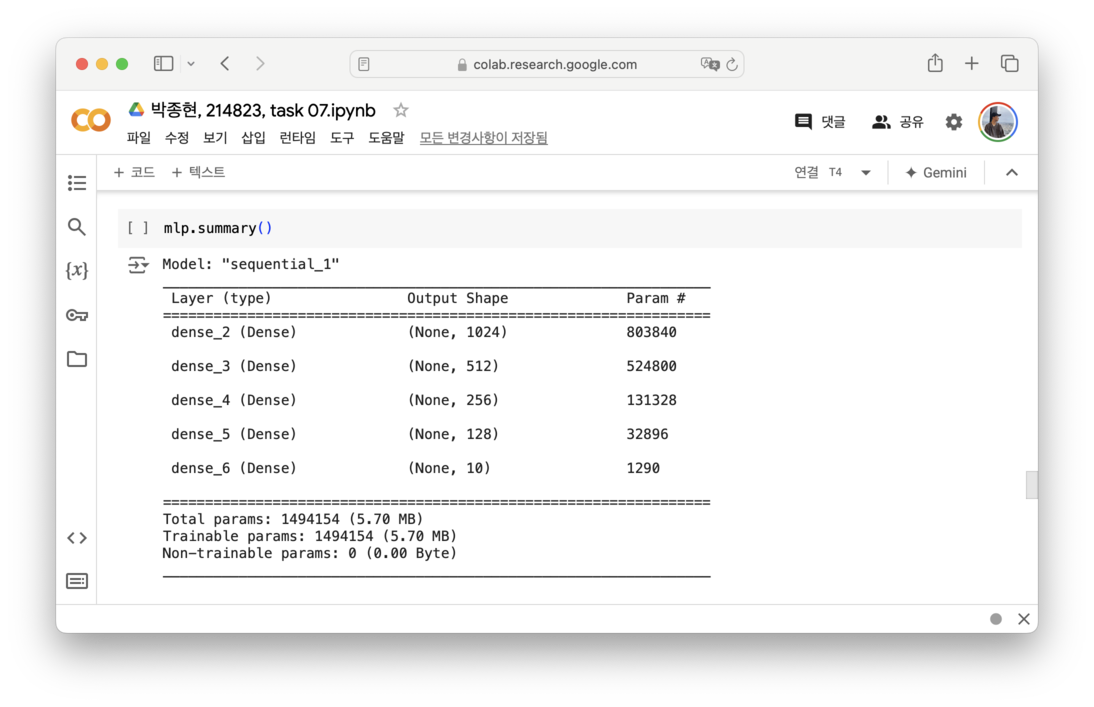 colab.research.google.com
박종현, 214823, task 07.ipynb
파일 수정 보기 삽입 런타임 도구 도움말 모든 변경사항이 저장됨
댓글 공유
+ 코드 + 텍스트 연결 T4 Gemini
[ ] mlp.summary()
Model: "sequential_1"
Layer (type) Output Shape Param #
=================================================================
dense_2 (Dense) (None, 1024) 803840
dense_3 (Dense) (None, 512) 524800
dense_4 (Dense) (None, 256) 131328
dense_5 (Dense) (None, 128) 32896
dense_6 (Dense) (None, 10) 1290
=================================================================
Total params: 1494154 (5.70 MB)
Trainable params: 1494154 (5.70 MB)
Non-trainable params: 0 (0.00 Byte)